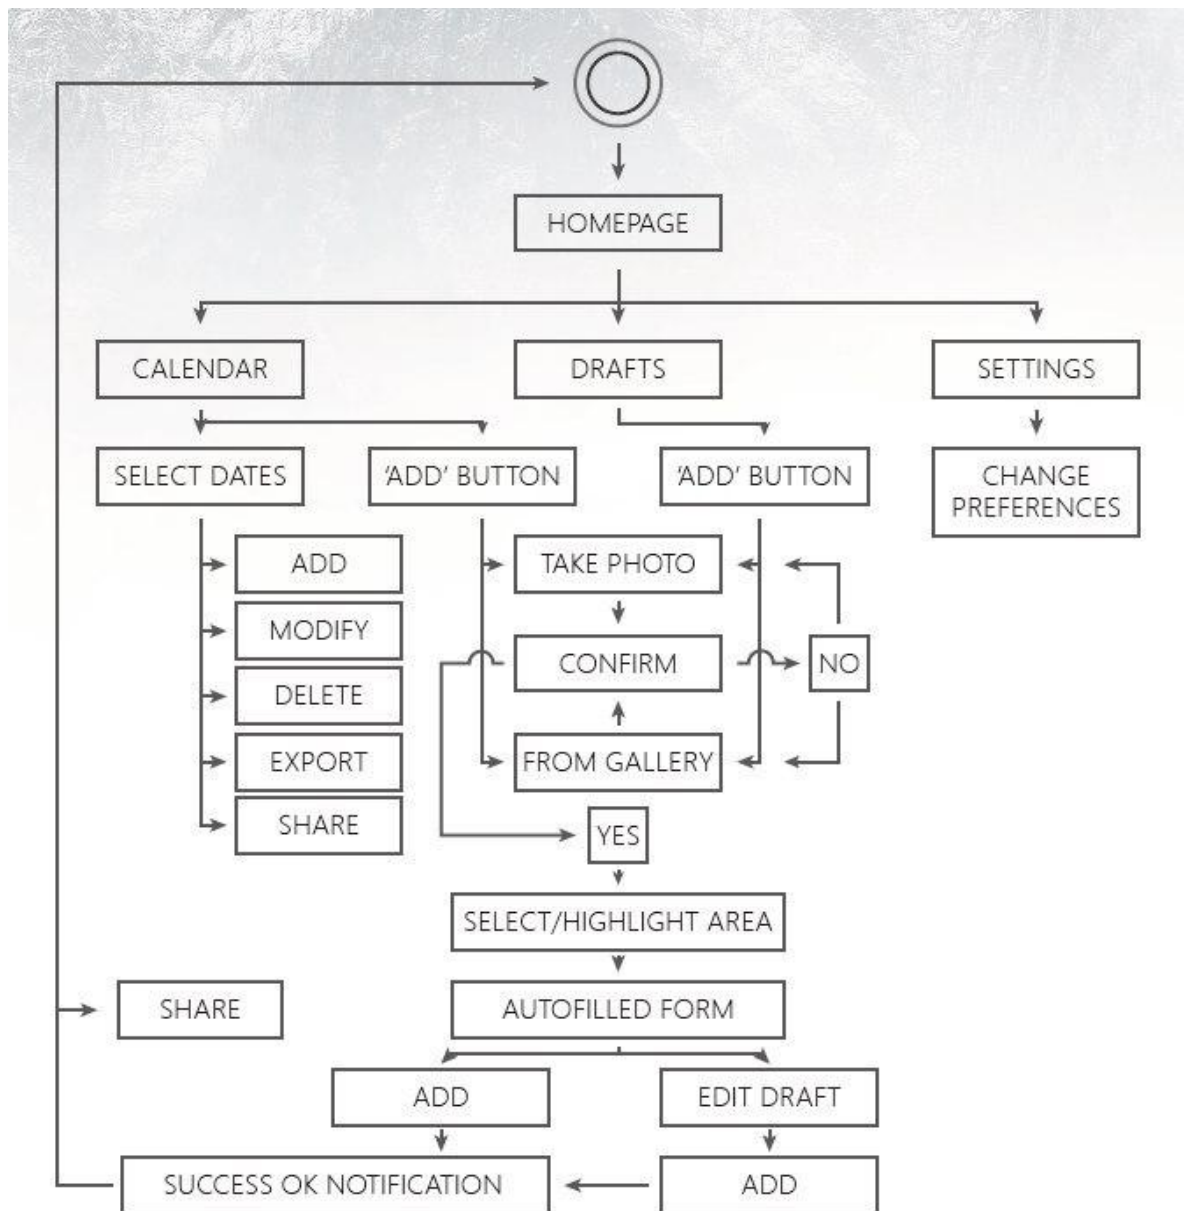 HOMEPAGE
CALENDAR
DRAFTS
SETTINGS
SELECT DATES
‘ADD’ BUTTON
‘ADD’ BUTTON
CHANGE
PREFERENCES
ADD
TAKE PHOTO
MODIFY
CONFIRM
NO
DELETE
EXPORT
FROM GALLERY
SHARE
YES
SELECT/HIGHLIGHT AREA
SHARE
AUTOFILLED FORM
ADD
EDIT DRAFT
SUCCESS OK NOTIFICATION
ADD